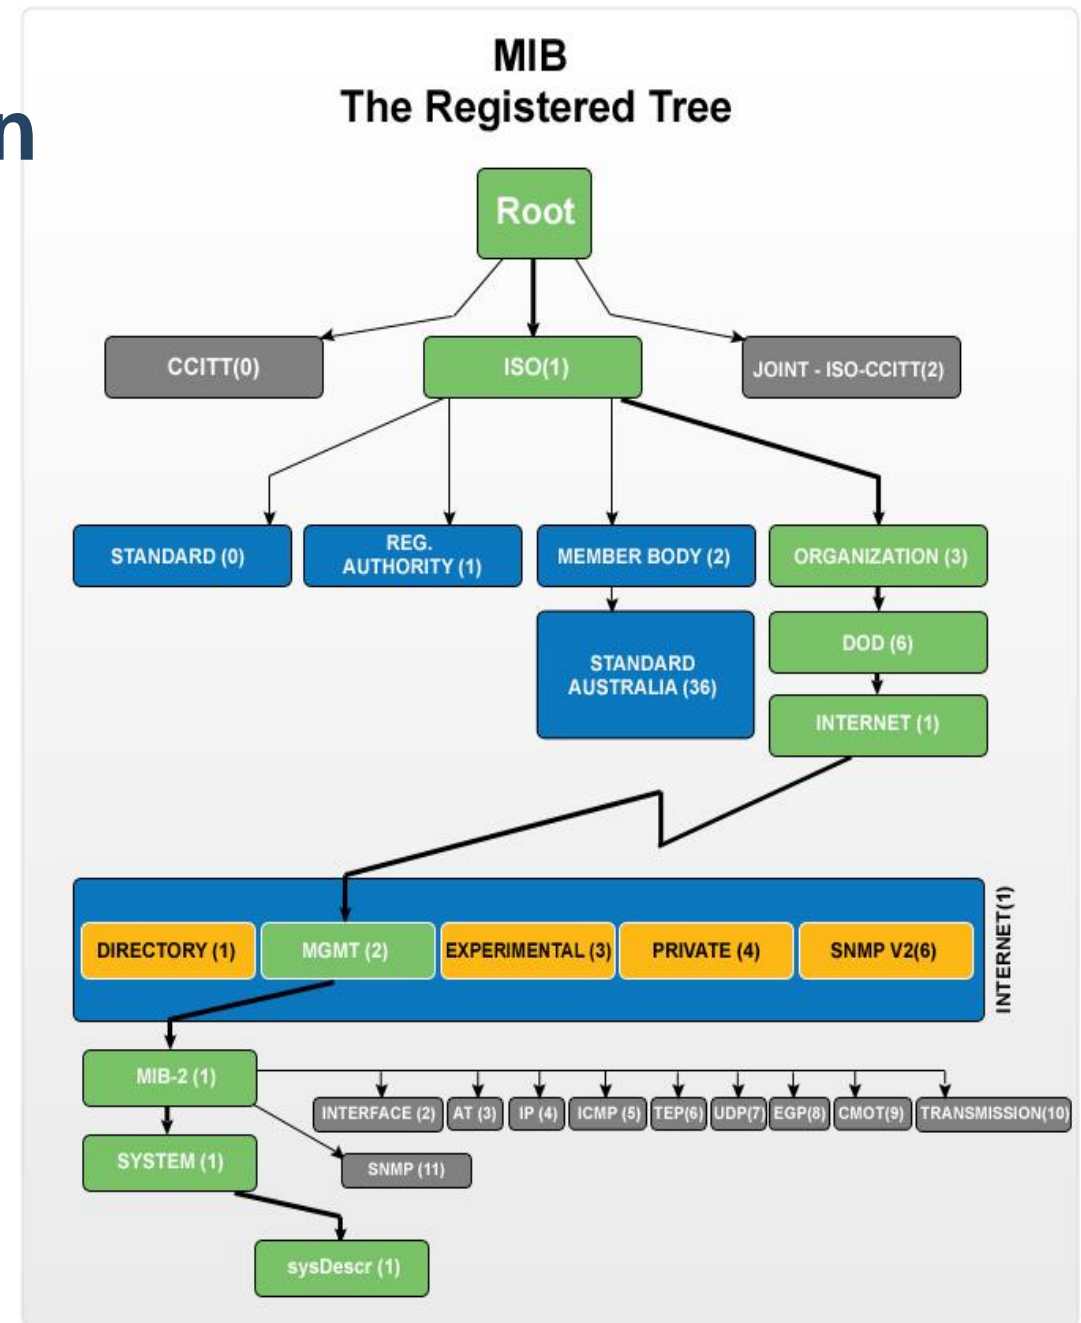 MIB
The Registered Tree
n
Root
CCITT(0)
ISO(1)
JOINT - ISO-CCITT(2)
STANDARD (0)
REG.
AUTHORITY (1)
MEMBER BODY (2)
ORGANIZATION (3)
STANDARD
AUSTRALIA (36)
DOD (6)
INTERNET (1)
DIRECTORY (1)
MGMT (2)
EXPERIMENTAL (3)
PRIVATE (4)
SNMP V2(6)
INTERNET(1)
MIB-2 (1)
INTERFACE (2)
AT (3)
IP (4)
ICMP (5)
TEP(6)
UDP(7)
EGP(8)
CMOT(9)
TRANSMISSION(10)
SYSTEM (1)
SNMP (11)
sysDescr (1)